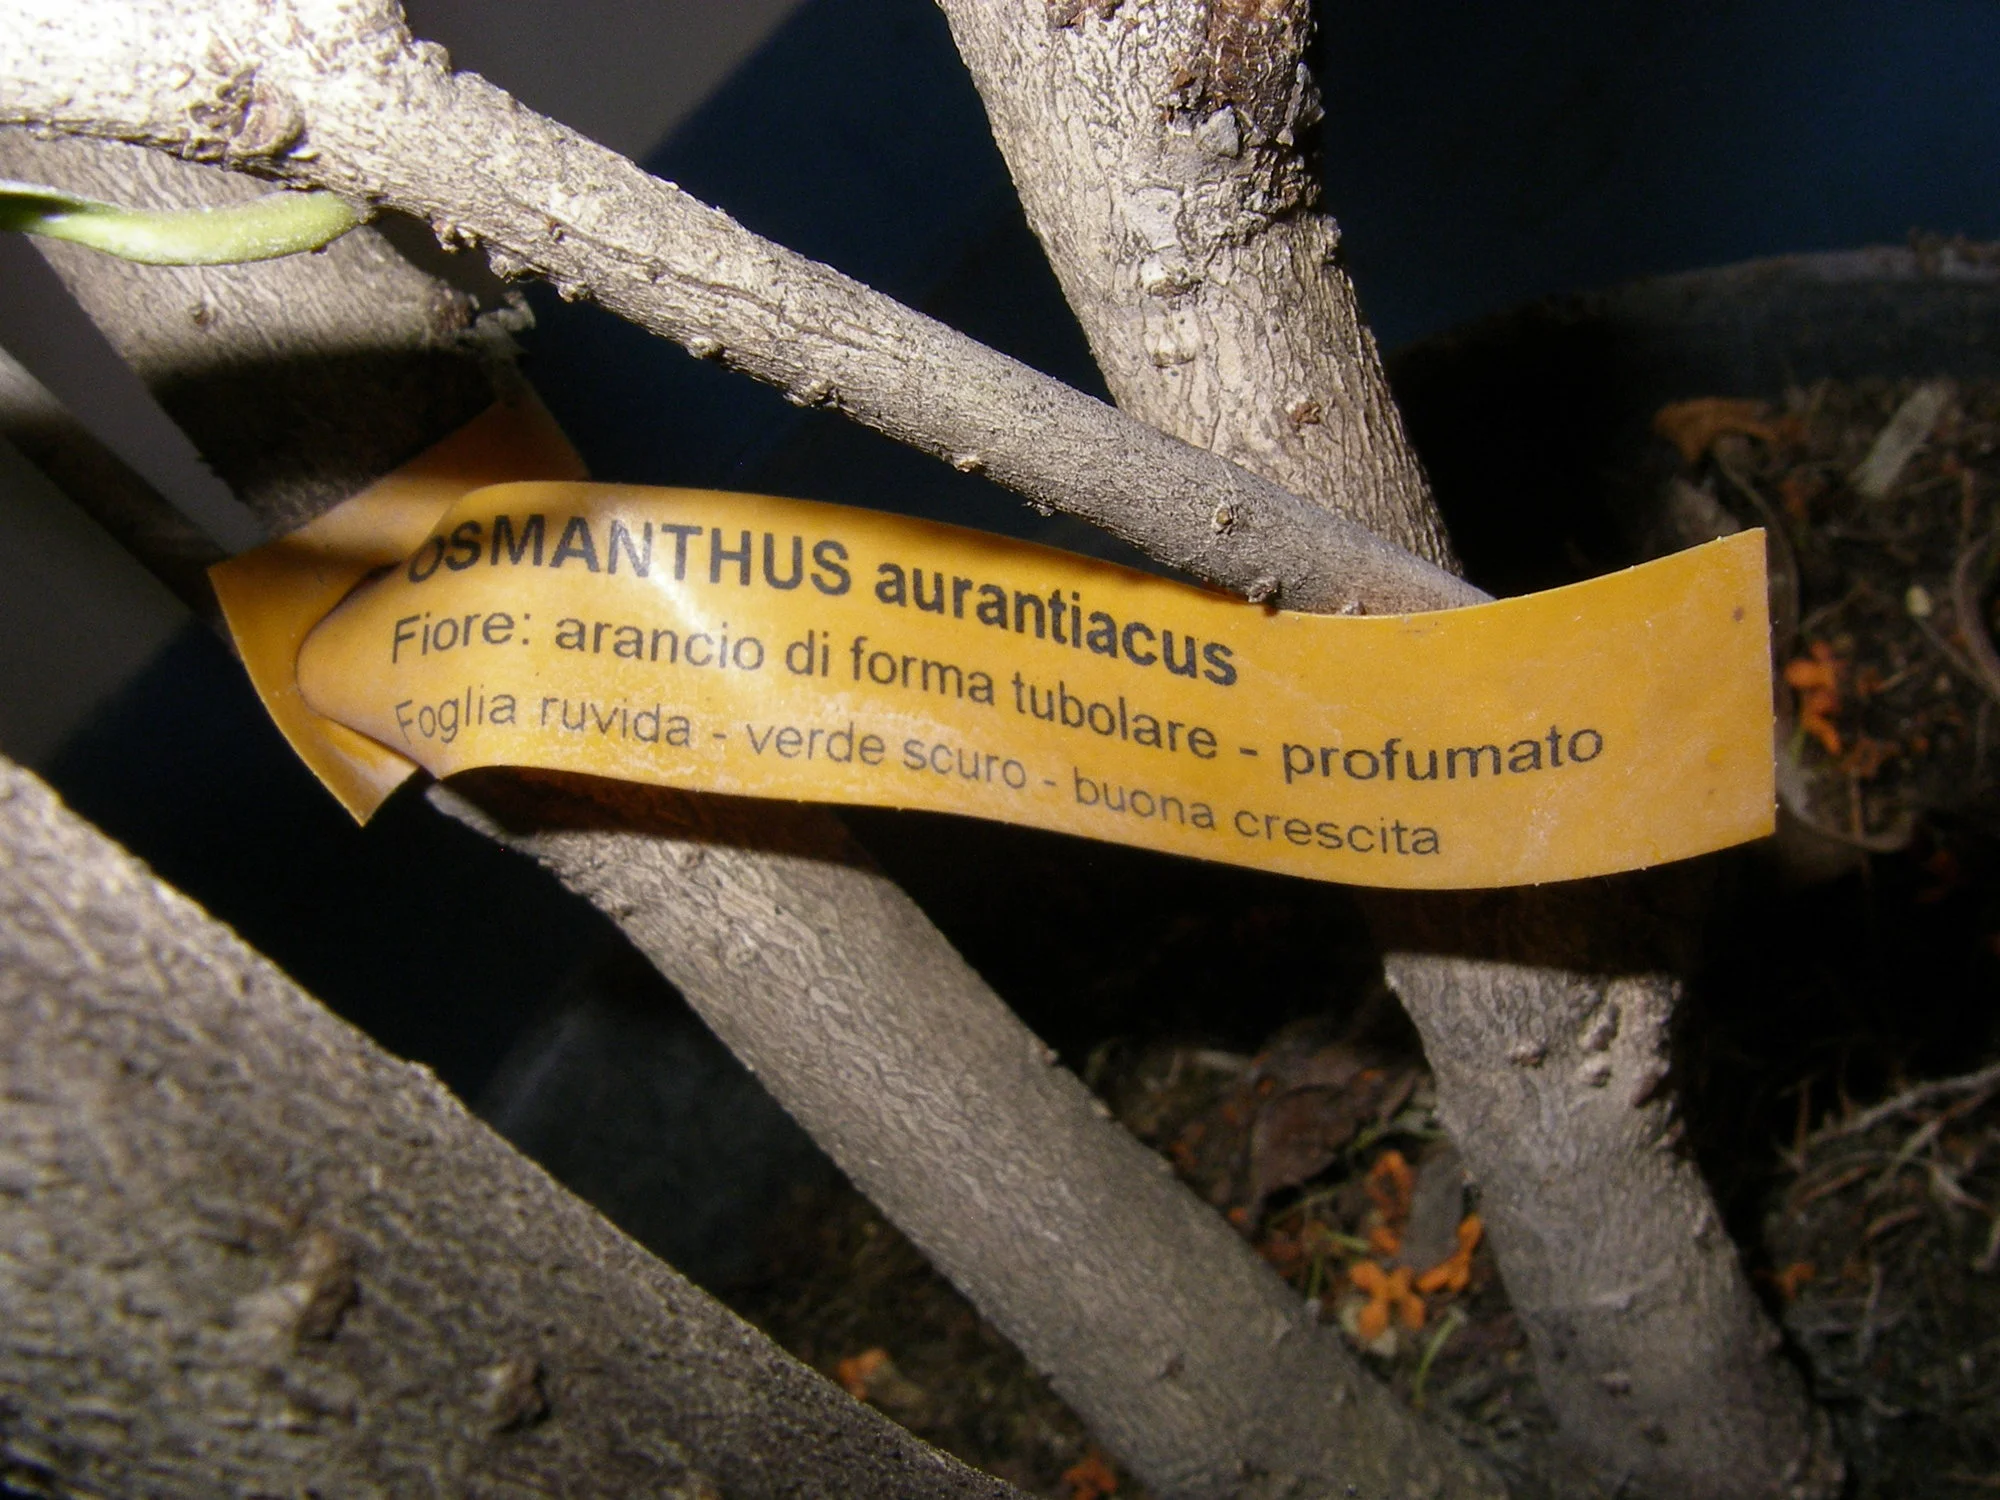 OSMANTHUS aurantiacus
Fiore: arancio di forma tubolare - profumato
Foglia ruvida - verde scuro - buona crescita